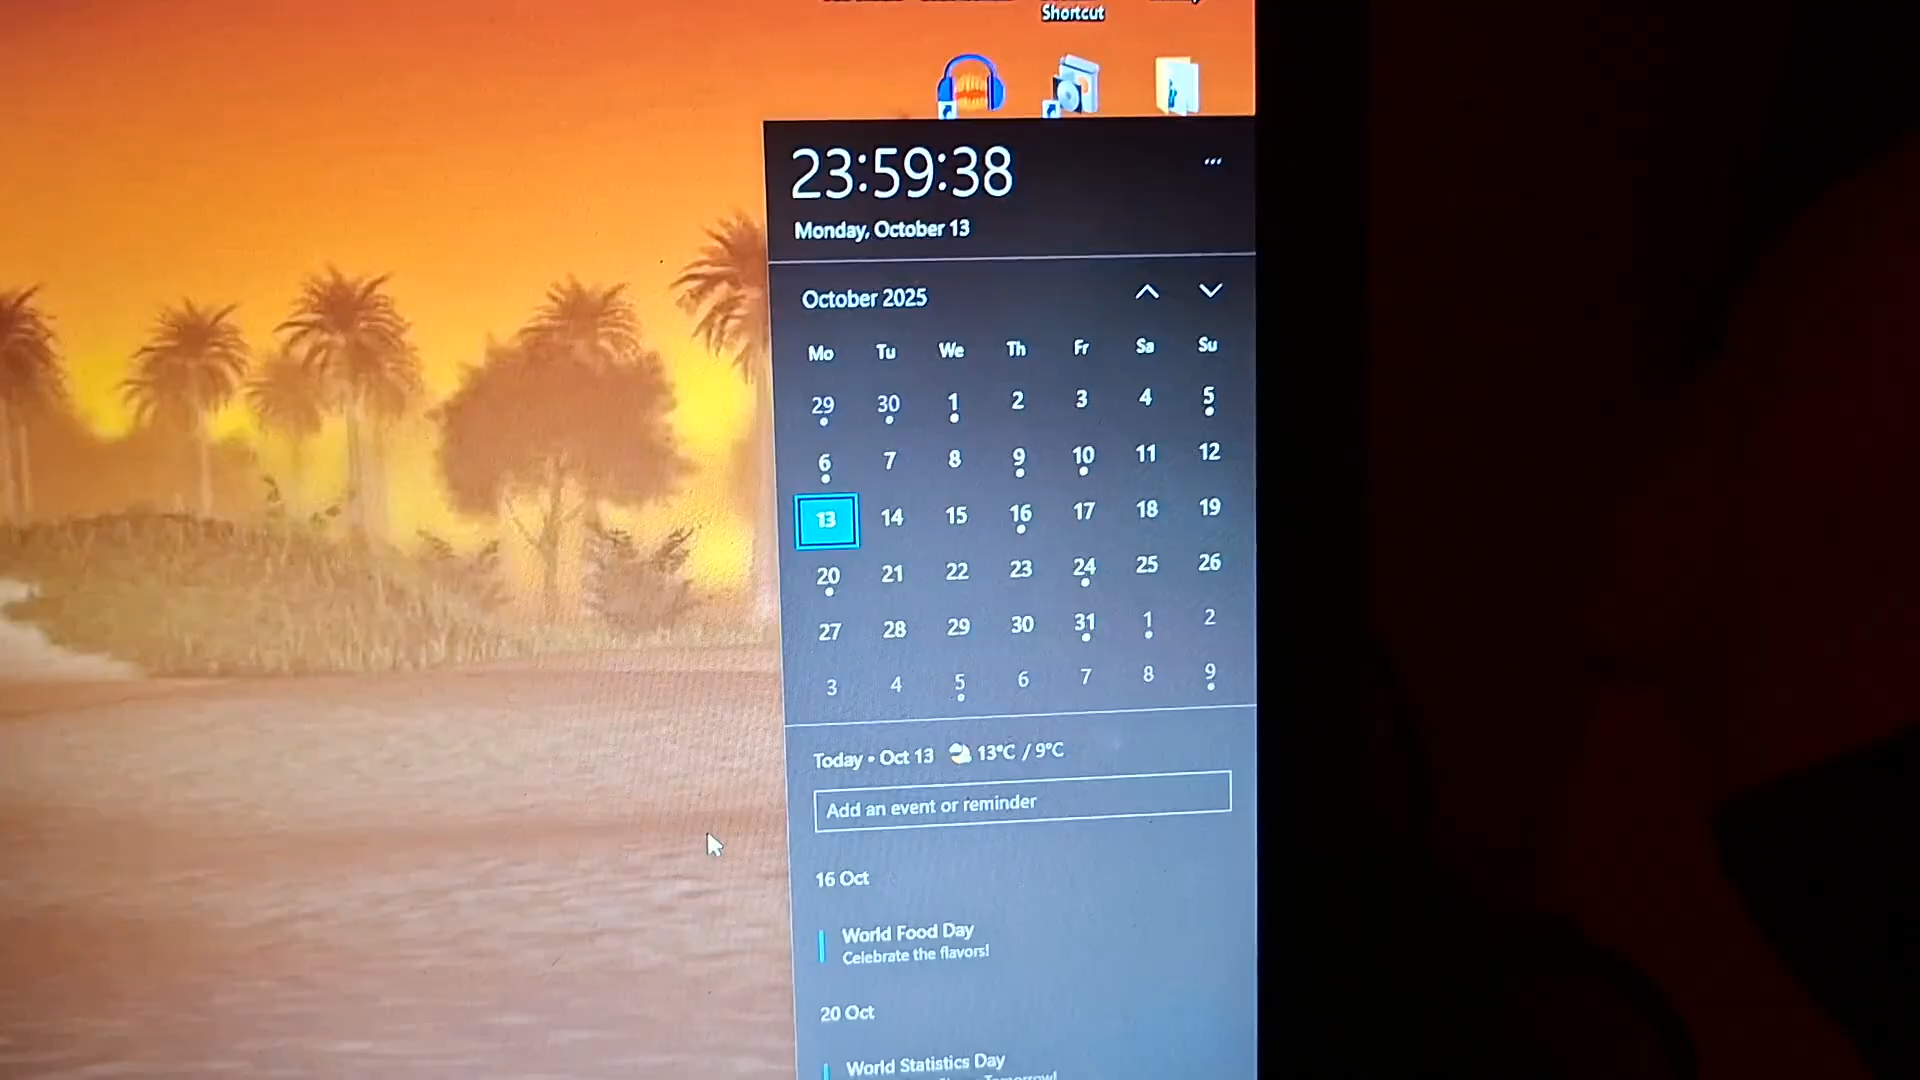 Shortcut
23:59:38
...
Monday, October 13
October 2025
Mo Tu We Th Fr Sa Su
29 30 1 2 3 4 5
6 7 8 9 10 11 12
13 14 15 16 17 18 19
20 21 22 23 24 25 26
27 28 29 30 31 1 2
3 4 5 6 7 8 9
Today • Oct 13 13°C / 9°C
Add an event or reminder
16 Oct
World Food Day
Celebrate the flavors!
20 Oct
World Statistics Day
Tomorrow!